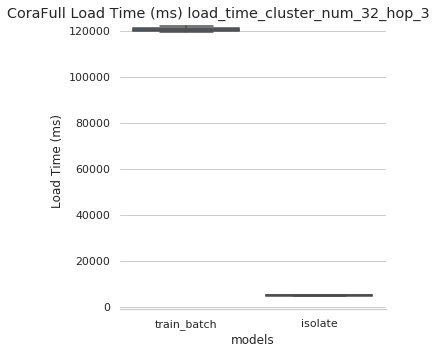 CoraFull Load Time (ms) load_time_cluster_num_32_hop_3
120000
100000
80000
60000
40000
20000
0
Load Time (ms)
train_batch
isolate
models